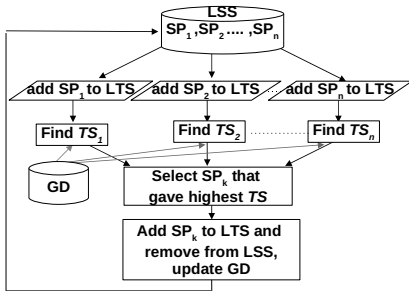 LSS
SP1,SP2....,SPn
add SP1 to LTS
add SP2 to LTS
add SPn to LTS
Find TS1
Find TS2
Find TSn
GD
Select SPk that
gave highest TS
Add SPk to LTS and
remove from LSS,
update GD